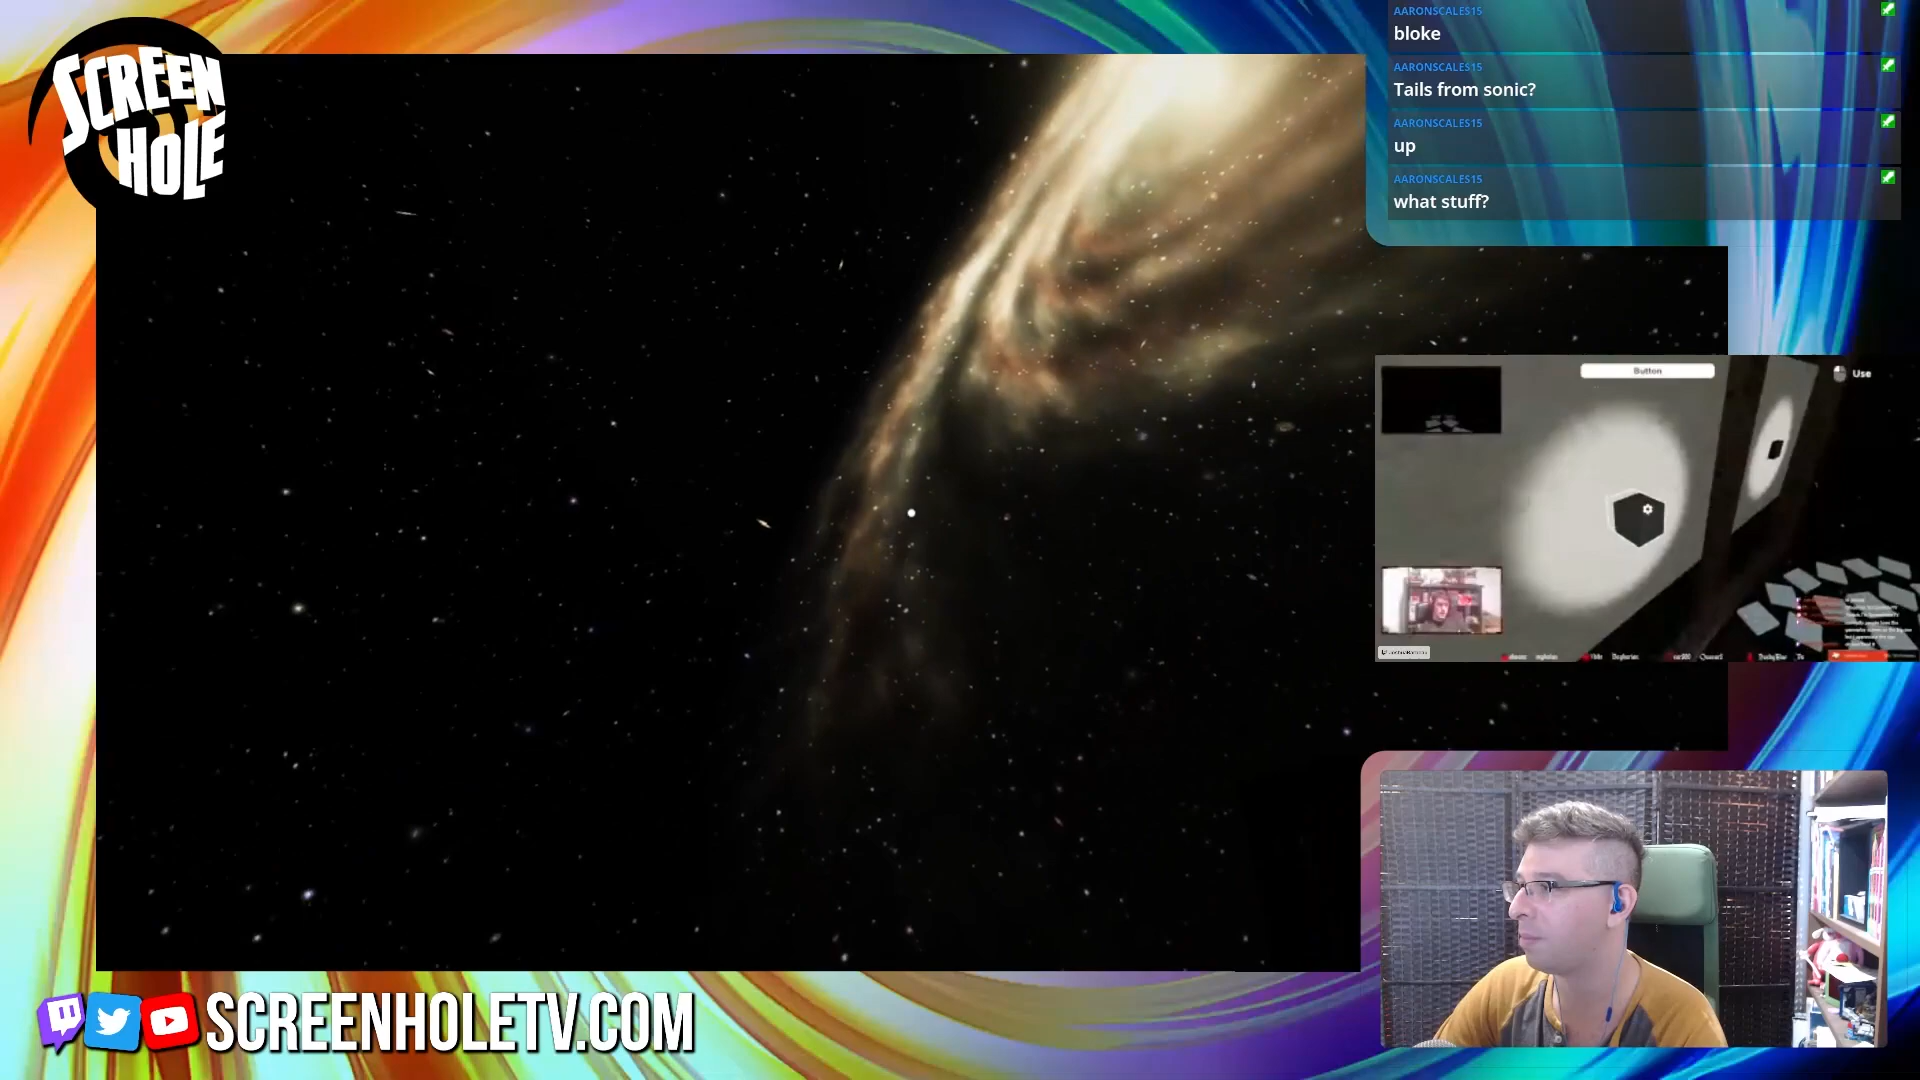 SCREEN
HOLE
AARONSCALES15
bloke
AARONSCALES15
Tails from sonic?
AARONSCALES15
up
AARONSCALES15
what stuff?
Button
Use
SCREENHOLETV.COM